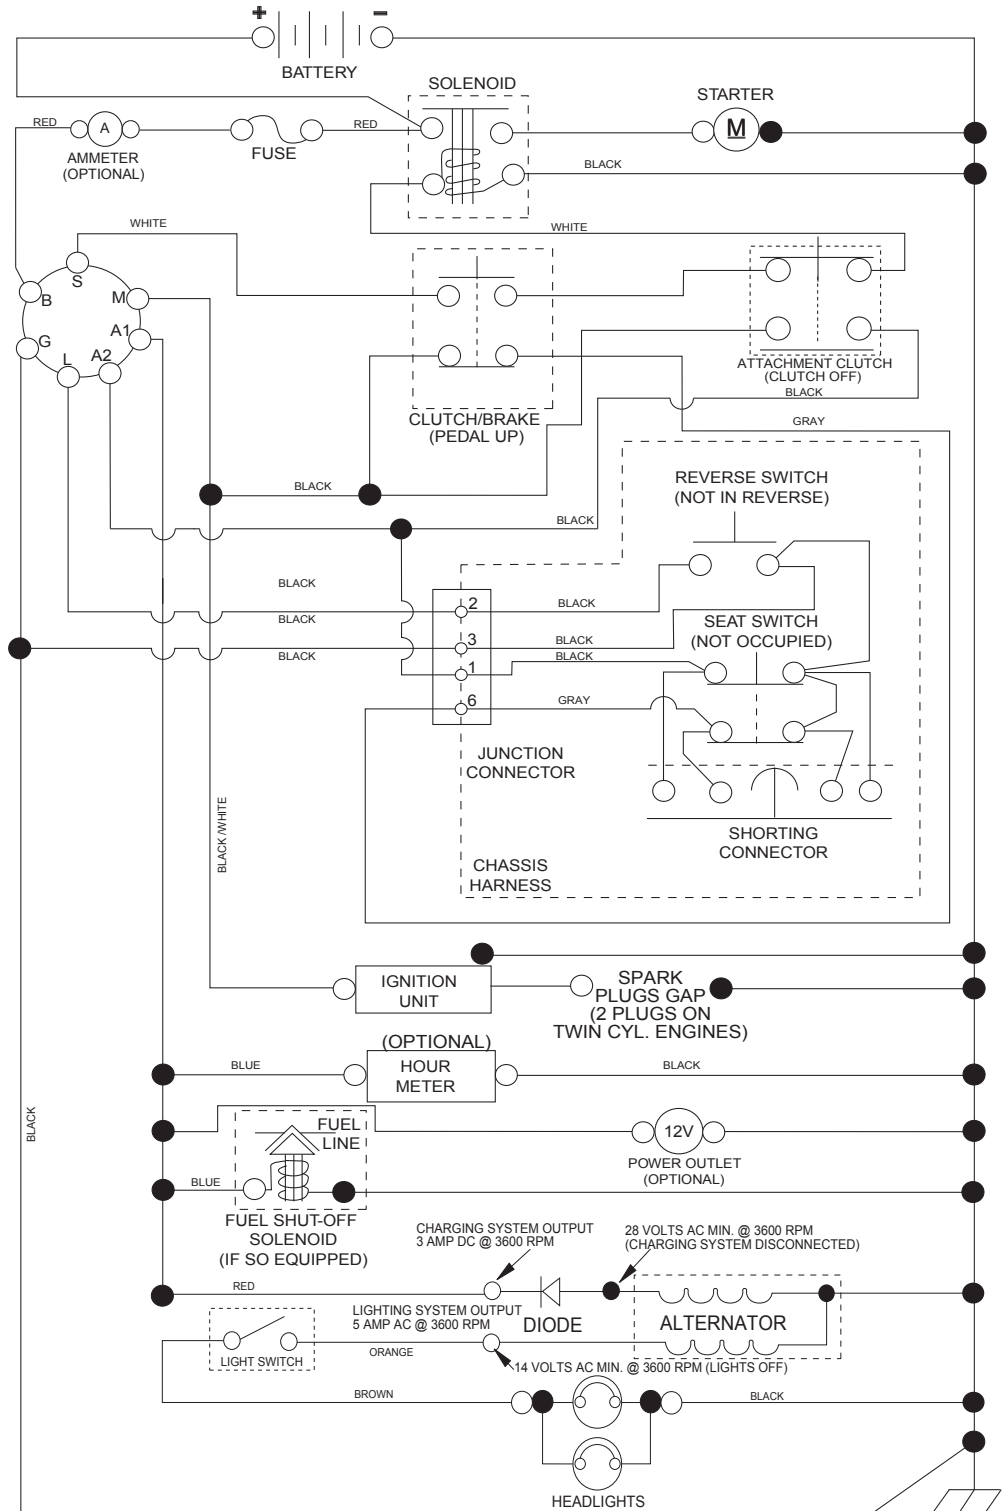 + −
BATTERY
SOLENOID
STARTER
RED
A
RED
M
AMMETER
(OPTIONAL)
FUSE
BLACK
WHITE
WHITE
S
B
M
G
A1
L
A2
ATTACHMENT CLUTCH
(CLUTCH OFF)
BLACK
CLUTCH/BRAKE
(PEDAL UP)
GRAY
BLACK
REVERSE SWITCH
(NOT IN REVERSE)
BLACK
BLACK
2
BLACK
BLACK
SEAT SWITCH
(NOT OCCUPIED)
3
BLACK
BLACK
1
BLACK
6
GRAY
JUNCTION
CONNECTOR
SHORTING
CONNECTOR
BLACK /WHITE
CHASSIS
HARNESS
IGNITION
UNIT
SPARK
PLUGS GAP
(2 PLUGS ON
TWIN CYL. ENGINES)
(OPTIONAL)
HOUR
METER
BLUE
BLACK
BLACK
FUEL
LINE
12V
POWER OUTLET
(OPTIONAL)
BLUE
FUEL SHUT-OFF
SOLENOID
(IF SO EQUIPPED)
CHARGING SYSTEM OUTPUT
3 AMP DC @ 3600 RPM
28 VOLTS AC MIN. @ 3600 RPM
(CHARGING SYSTEM DISCONNECTED)
RED
LIGHTING SYSTEM OUTPUT
5 AMP AC @ 3600 RPM
DIODE
ALTERNATOR
LIGHT SWITCH
ORANGE
14 VOLTS AC MIN. @ 3600 RPM (LIGHTS OFF)
BROWN
BLACK
HEADLIGHTS